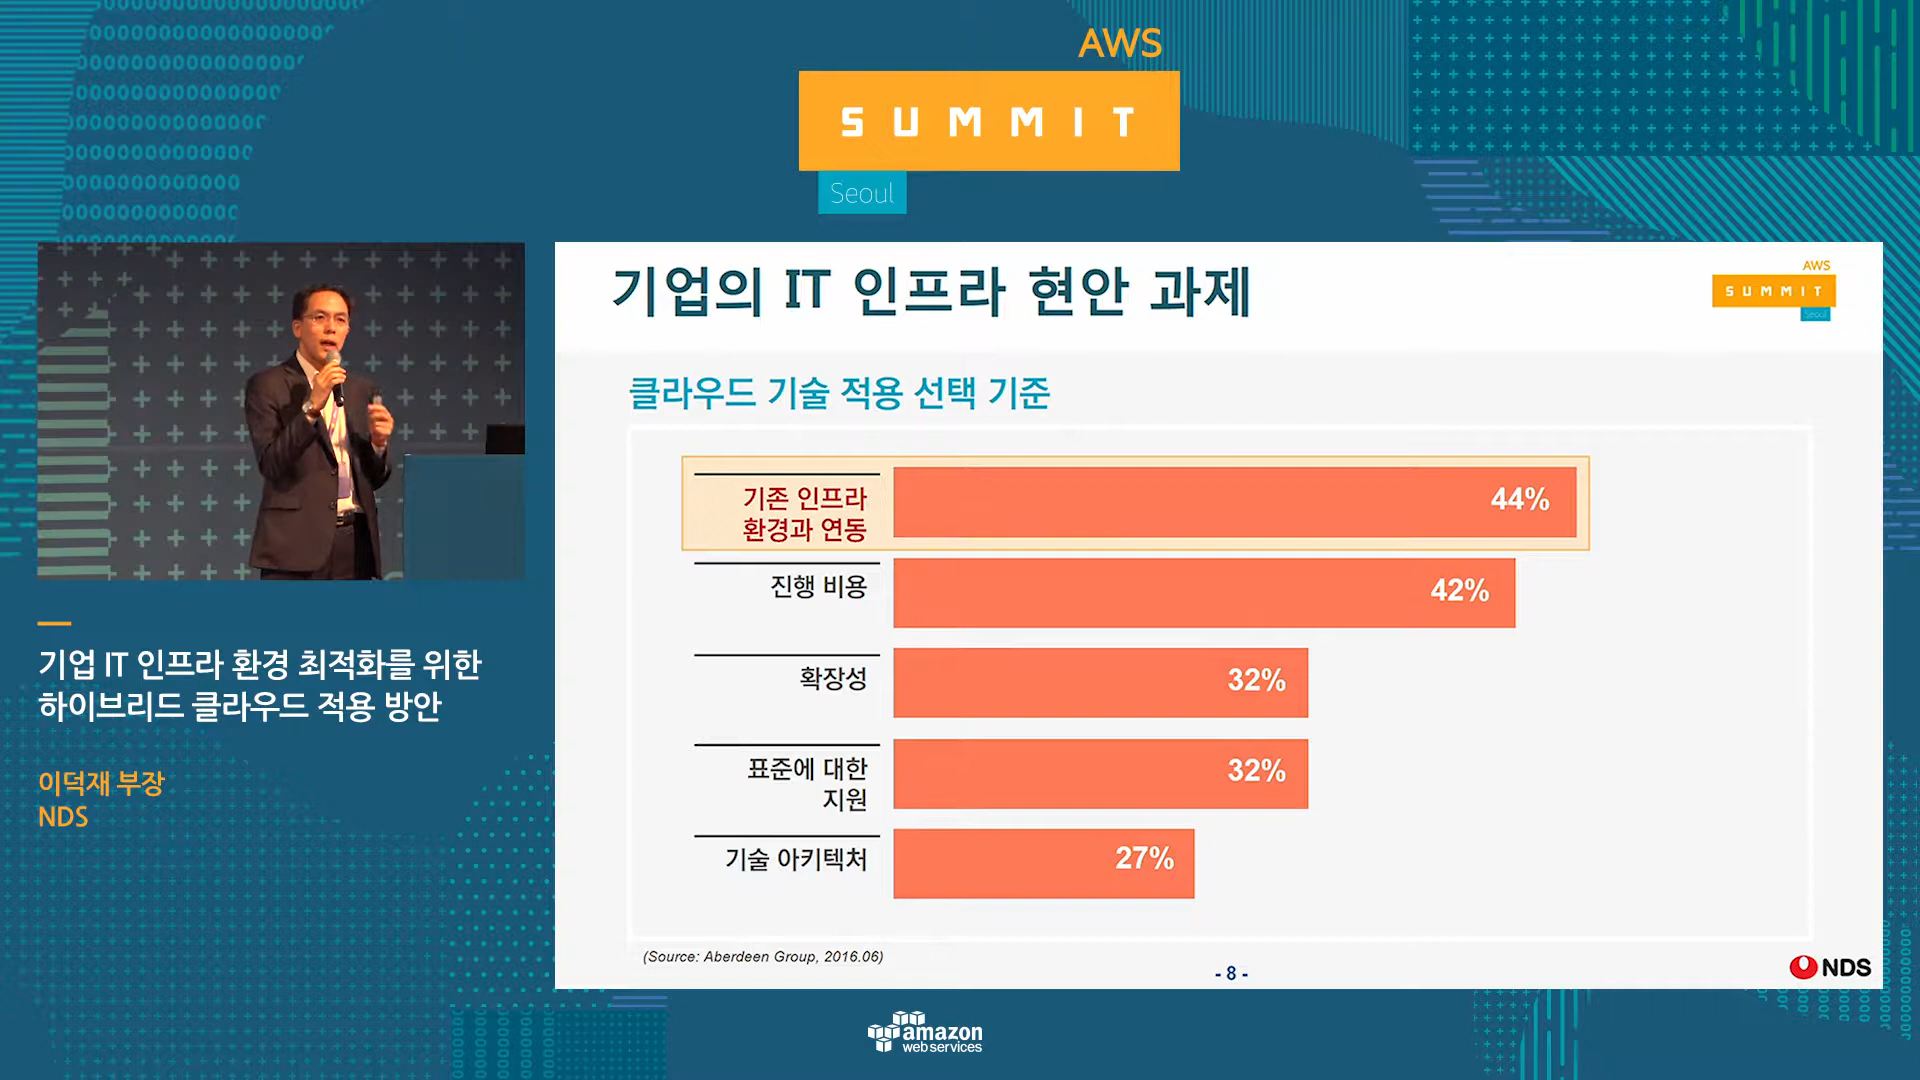 AWS
SUMMIT
Seoul
기업 IT 인프라 환경 최적화를 위한
하이브리드 클라우드 적용 방안
이덕재 부장
NDS
기업의 IT 인프라 현안 과제
AWS
SUMMIT
Seoul
클라우드 기술 적용 선택 기준
기존 인프라
환경과 연동
44%
진행 비용
42%
확장성
32%
표준에 대한
지원
32%
기술 아키텍처
27%
(Source: Aberdeen Group, 2016.06)
- 8 -
NDS
amazon
web services